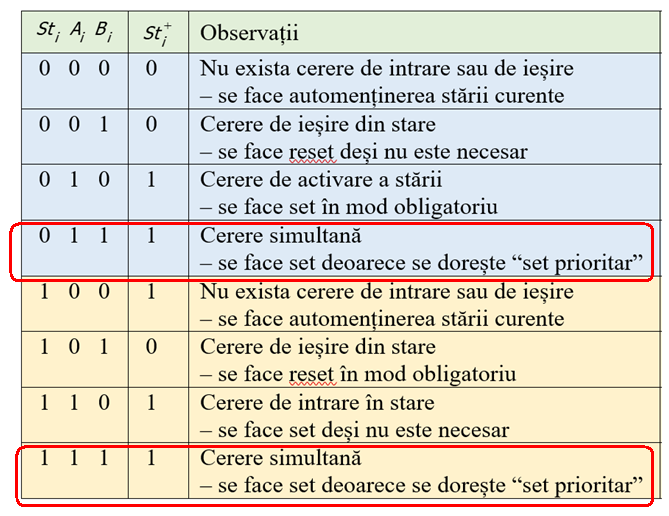 St_i A_i B_i St_i^+ Observații
0 0 0 0 Nu exista cerere de intrare sau de ieșire
– se face automenținerea stării curente
0 0 1 0 Cerere de ieșire din stare
– se face reset deși nu este necesar
0 1 0 1 Cerere de activare a stării
– se face set în mod obligatoriu
0 1 1 1 Cerere simultană
– se face set deoarece se dorește “set prioritar”
1 0 0 1 Nu exista cerere de intrare sau de ieșire
– se face automenținerea stării curente
1 0 1 0 Cerere de ieșire din stare
– se face reset în mod obligatoriu
1 1 0 1 Cerere de intrare în stare
– se face set deși nu este necesar
1 1 1 1 Cerere simultană
– se face set deoarece se dorește “set prioritar”